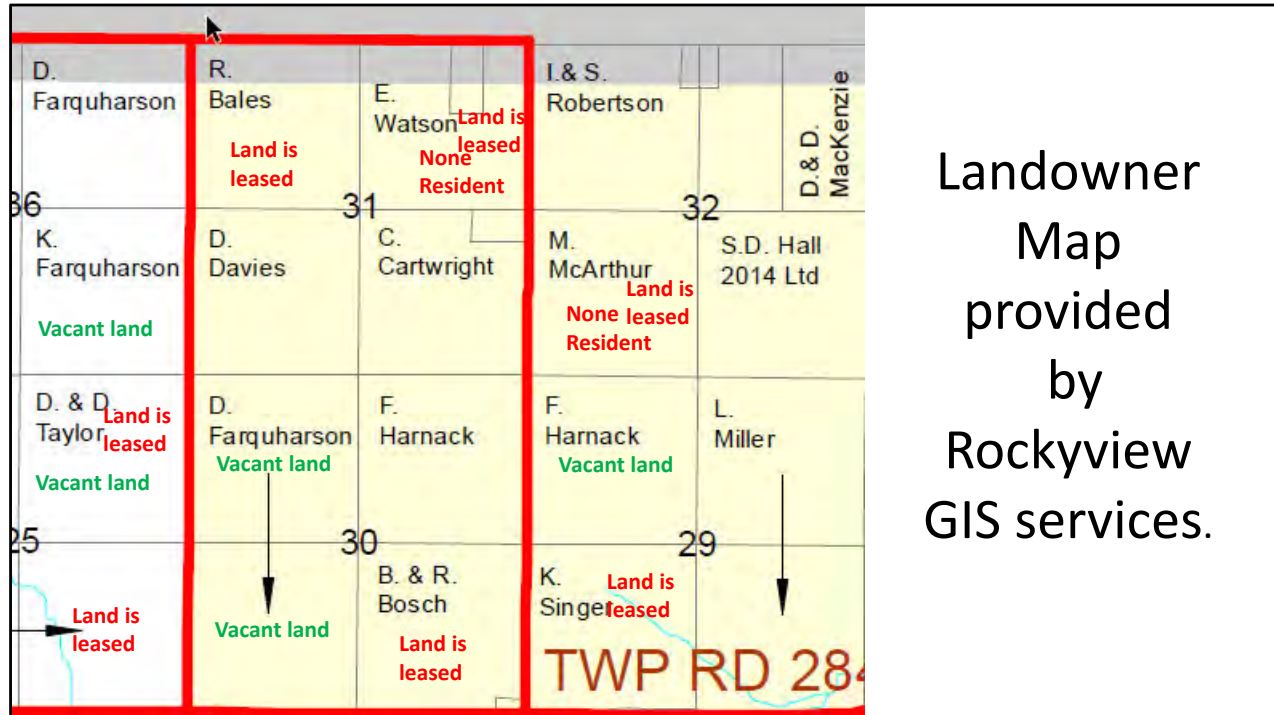 D.
Farquharson
R.
Bales
Land is
leased
E.
Watson
Land is
leased
None
Resident
I.& S.
Robertson
D.& D.
MacKenzie
36
31
32
K.
Farquharson
Vacant land
D.
Davies
C.
Cartwright
M.
McArthur
Land is
leased
None
Resident
S.D. Hall
2014 Ltd
D. & D.
Taylor
Land is
leased
Vacant land
D.
Farquharson
Vacant land
F.
Harnack
F.
Harnack
Vacant land
L.
Miller
25
30
29
Land is
leased
Vacant land
B. & R.
Bosch
Land is
leased
K.
Singer
Land is
leased
TWP RD 284
Landowner
Map
provided
by
Rockyview
GIS services.